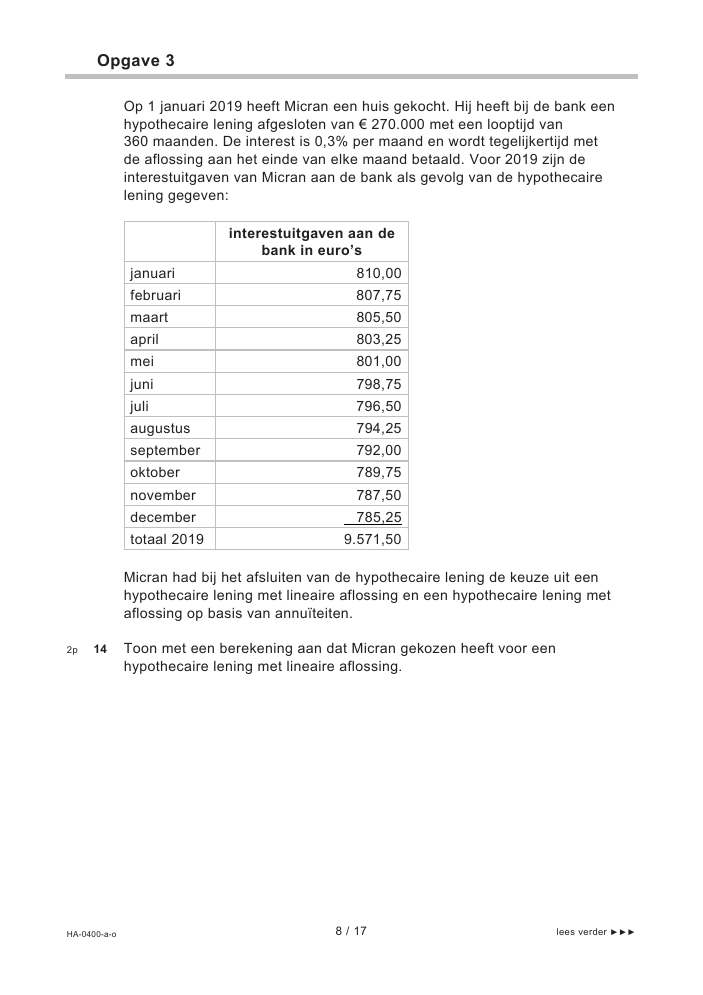 Opgave 3
Op 1 januari 2019 heeft Micran een huis gekocht. Hij heeft bij de bank een
hypothecaire lening afgesloten van € 270.000 met een looptijd van
360 maanden. De interest is 0,3% per maand en wordt tegelijkertijd met
de aflossing aan het einde van elke maand betaald. Voor 2019 zijn de
interestuitgaven van Micran aan de bank als gevolg van de hypothecaire
lening gegeven:
interestuitgaven aan de
bank in euro’s
januari 810,00
februari 807,75
maart 805,50
april 803,25
mei 801,00
juni 798,75
juli 796,50
augustus 794,25
september 792,00
oktober 789,75
november 787,50
december 785,25
totaal 2019 9.571,50
Micran had bij het afsluiten van de hypothecaire lening de keuze uit een
hypothecaire lening met lineaire aflossing en een hypothecaire lening met
aflossing op basis van annuïteiten.
2p 14 Toon met een berekening aan dat Micran gekozen heeft voor een
hypothecaire lening met lineaire aflossing.
HA-0400-a-o 8 / 17 lees verder ►►►